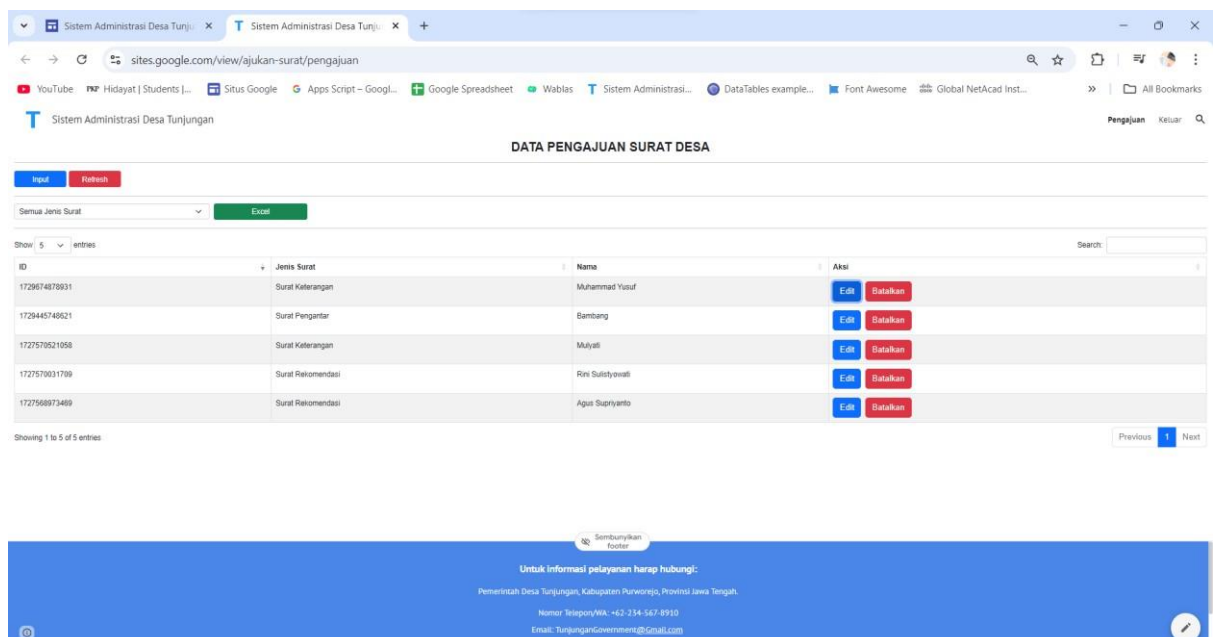 Sistem Administrasi Desa Tunju
Sistem Administrasi Desa Tunju
sites.google.com/view/ajukan-surat/pengajuan
YouTube Hidayat | Students |... Situs Google Apps Script – Googl... Google Spreadsheet Wablas Sistem Administrasi... DataTables example... Font Awesome Global NetAcad Inst... » All Bookmarks
T Sistem Administrasi Desa Tunjungan Pengajuan Keluar
DATA PENGAJUAN SURAT DESA
Input Refresh
Semua Jenis Surat Excel
Show 5 entries Search:
ID Jenis Surat Nama Aksi
1729674878931 Surat Keterangan Muhammad Yusuf Edit Batalkan
1729445748621 Surat Pengantar Bambang Edit Batalkan
1727570521058 Surat Keterangan Mulyati Edit Batalkan
1727570031709 Surat Rekomendasi Rini Sulistyowati Edit Batalkan
1727568973469 Surat Rekomendasi Agus Supriyanto Edit Batalkan
Showing 1 to 5 of 5 entries Previous 1 Next
Sembunyikan
footer
Untuk informasi pelayanan harap hubungi:
Pemerintah Desa Tunjungan, Kabupaten Purworejo, Provinsi Jawa Tengah.
Nomor Telepon/WA: +62-234-567-8910
Email: TunjunganGovernment@Gmail.com